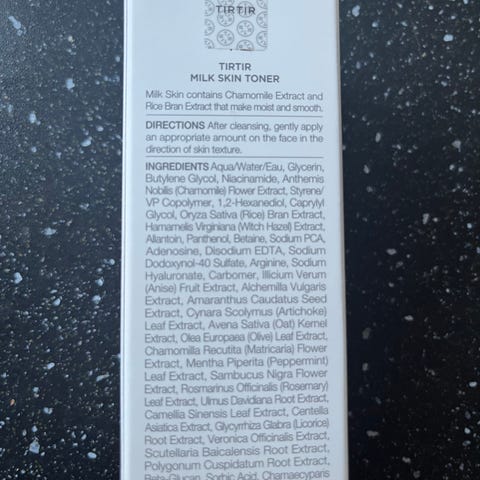 TIRTIR
TIRTIR
MILK SKIN TONER
Milk Skin contains Chamomile Extract and
Rice Bran Extract that make moist and smooth.
DIRECTIONS After cleansing, gently apply
an appropriate amount on the face in the
direction of skin texture.
INGREDIENTS Aqua/Water/Eau, Glycerin,
Butylene Glycol, Niacinamide, Anthemis
Nobilis (Chamomile) Flower Extract, Styrene/
VP Copolymer, 1,2-Hexanediol, Caprylyl
Glycol, Oryza Sativa (Rice) Bran Extract,
Hamamelis Virginiana (Witch Hazel) Extract,
Allantoin, Panthenol, Betaine, Sodium PCA,
Adenosine, Disodium EDTA, Sodium
Dodoxynol-40 Sulfate, Arginine, Sodium
Hyaluronate, Carbomer, Illicium Verum
(Anise) Fruit Extract, Alchemilla Vulgaris
Extract, Amaranthus Caudatus Seed
Extract, Cynara Scolymus (Artichoke)
Leaf Extract, Avena Sativa (Oat) Kernel
Extract, Olea Europaea (Olive) Leaf Extract,
Chamomilla Recutita (Matricaria) Flower
Extract, Mentha Piperita (Peppermint)
Leaf Extract, Sambucus Nigra Flower
Extract, Rosmarinus Officinalis (Rosemary)
Leaf Extract, Ulmus Davidiana Root Extract,
Camellia Sinensis Leaf Extract, Centella
Asiatica Extract, Glycyrrhiza Glabra (Licorice)
Root Extract, Veronica Officinalis Extract,
Scutellaria Baicalensis Root Extract,
Polygonum Cuspidatum Root Extract,
Beta-Glucan, Sorbic Acid, Chamaecyparis